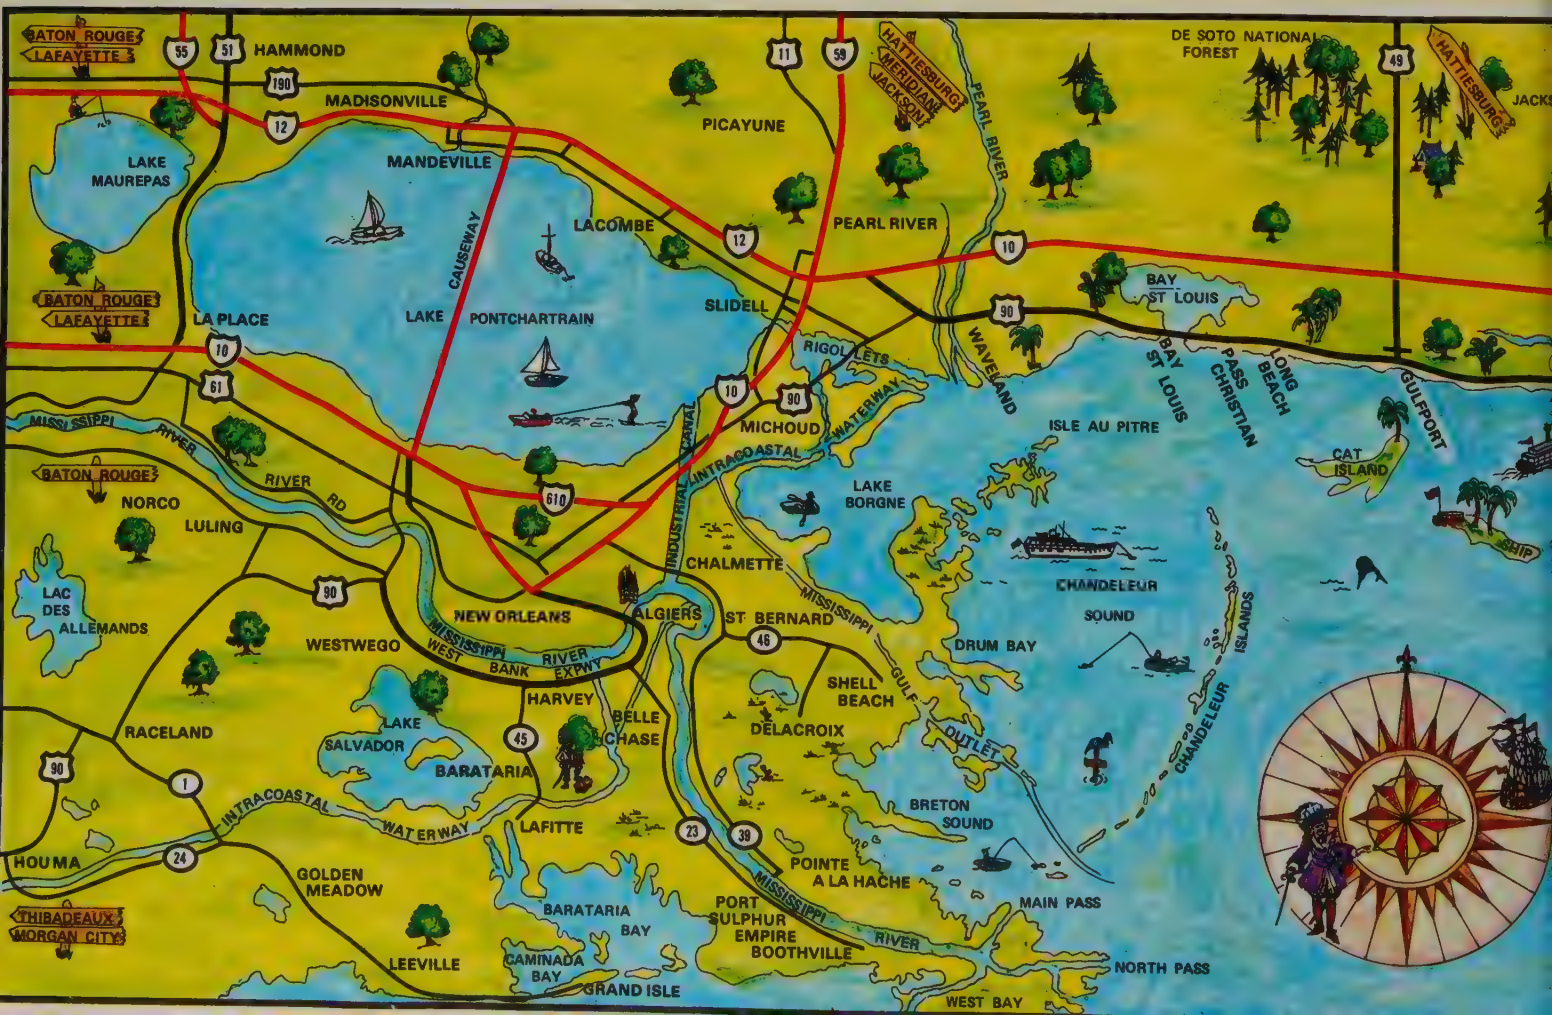 BATON ROUGE
LAFAYETTE
55
51
HAMMOND
190
MADISONVILLE
12
LAKE
MAUREPAS
MANDEVILLE
11
59
HATTIESBURG
MERIDIAN
JACKSON
PICAYUNE
PEARL RIVER
DE SOTO NATIONAL
FOREST
49
HATTIESBURG
JACKS
CAUSEWAY
LACOMBE
12
PEARL RIVER
10
BATON ROUGE
LAFAYETTE
LA PLACE
10
61
LAKE PONTCHARTRAIN
SLIDELL
RIGOLETS
90
WAVELAND
BAY
ST LOUIS
BAY
ST LOUIS
PASS
CHRISTIAN
LONG
BEACH
GULFPORT
MISSISSIPPI RIVER
10
90
MICHOUD
INTRACOASTAL WATERWAY
INDUSTRIAL CANAL
ISLE AU PITRE
CAT
ISLAND
SHIP
BATON ROUGE
NORCO
RIVER RD
LULING
610
LAKE
BORGNE
LAC
DES
ALLEMANDS
90
CHALMETTE
NEW ORLEANS
ALGIERS
ST BERNARD
46
MISSISSIPPI GULF OUTLET
CHANDELEUR
SOUND
CHANDELEUR ISLANDS
DRUM BAY
WESTWEGO
MISSISSIPPI RIVER
WEST BANK EXPWY
HARVEY
BELLE
CHASE
SHELL
BEACH
DELACROIX
RACELAND
LAKE
SALVADOR
45
BARATARIA
90
1
INTRACOASTAL WATERWAY
LAFITTE
BRETON
SOUND
HOUMA
24
23
39
GOLDEN
MEADOW
POINTE
A LA HACHE
MISSISSIPPI RIVER
MAIN PASS
THIBADEAUX
MORGAN CITY
BARATARIA
BAY
PORT
SULPHUR
EMPIRE
BOOTHVILLE
LEEVILLE
CAMINADA
BAY
GRAND ISLE
NORTH PASS
WEST BAY